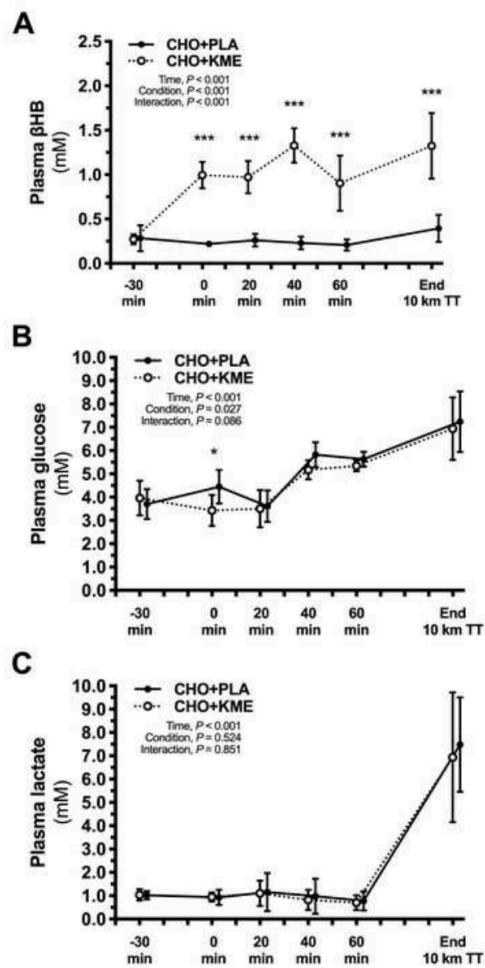 A
CHO+PLA
CHO+KME
Time, P < 0.001
Condition, P < 0.001
Interaction, P < 0.001
Plasma βHB
(mM)
2.5
2.0
1.5
1.0
0.5
0.0
*** *** *** *** ***
-30 0 20 40 60 End
min min min min min 10 km TT
B
CHO+PLA
CHO+KME
Time, P < 0.001
Condition, P = 0.027
Interaction, P = 0.086
Plasma glucose
(mM)
10.0
9.0
8.0
7.0
6.0
5.0
4.0
3.0
2.0
1.0
0.0
*
-30 0 20 40 60 End
min min min min min 10 km TT
C
CHO+PLA
CHO+KME
Time, P < 0.001
Condition, P = 0.524
Interaction, P = 0.851
Plasma lactate
(mM)
10.0
9.0
8.0
7.0
6.0
5.0
4.0
3.0
2.0
1.0
0.0
-30 0 20 40 60 End
min min min min min 10 km TT